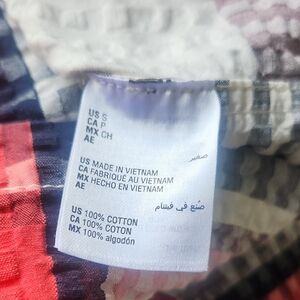 US S
CA P
MX CH
AE صغير
US MADE IN VIETNAM
CA FABRIQUÉ AU VIETNAM
MX HECHO EN VIETNAM
AE صنع في فيتنام
US 100% COTTON
CA 100% COTON
MX 100% algodón